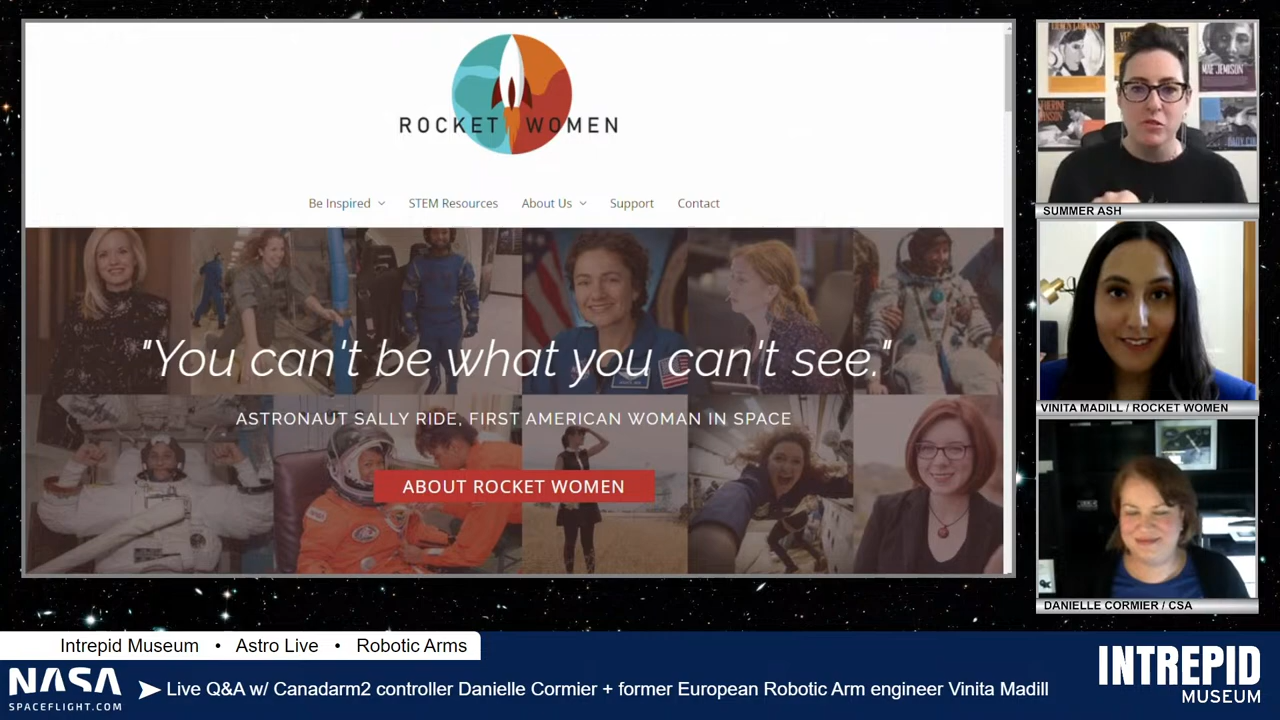 ROCKET WOMEN
Be Inspired
STEM Resources
About Us
Support
Contact
"You can't be what you can't see."
ASTRONAUT SALLY RIDE, FIRST AMERICAN WOMAN IN SPACE
ABOUT ROCKET WOMEN
MAE JEMISON
SUMMER ASH
VINITA MADILL / ROCKET WOMEN
DANIELLE CORMIER / CSA
Intrepid Museum • Astro Live • Robotic Arms
NASA
SPACEFLIGHT.COM
Live Q&A w/ Canadarm2 controller Danielle Cormier + former European Robotic Arm engineer Vinita Madill
INTREPID
MUSEUM